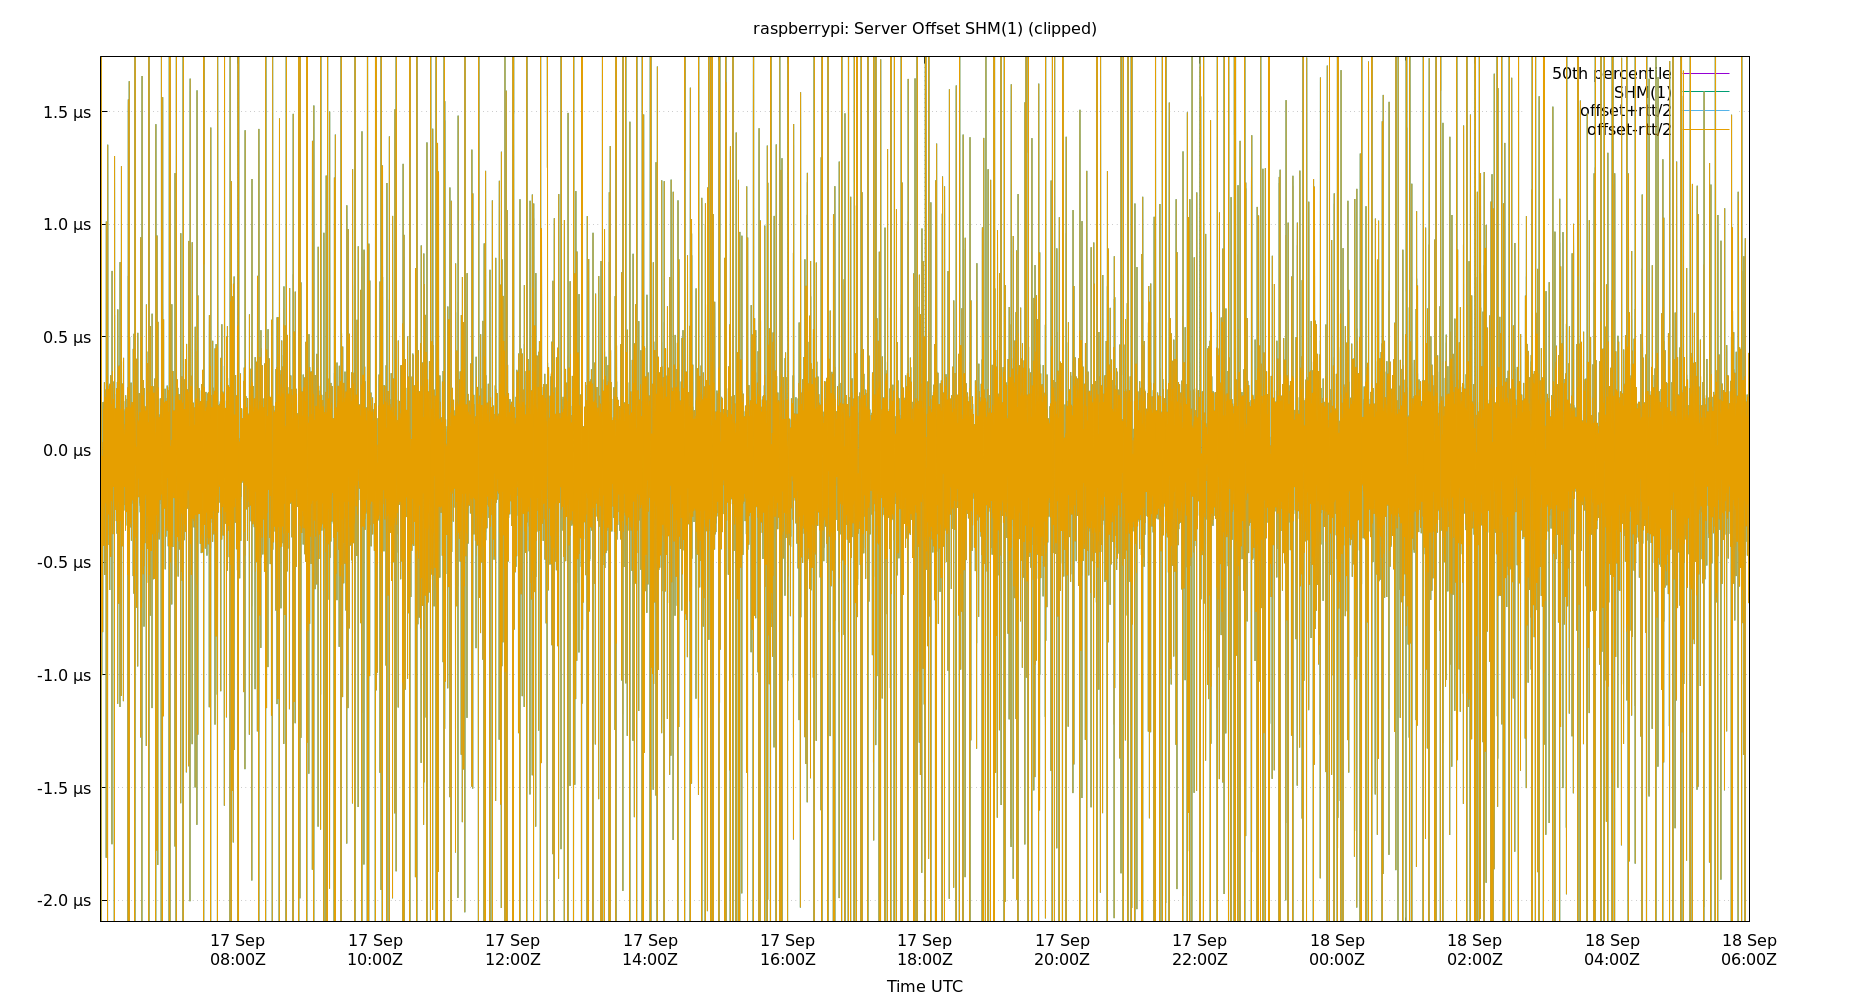 raspberrypi: Server Offset SHM(1) (clipped)
50th percentile
SHM(1)
offset+rtt/2
offset-rtt/2
1.5 µs
1.0 µs
0.5 µs
0.0 µs
-0.5 µs
-1.0 µs
-1.5 µs
-2.0 µs
17 Sep 17 Sep 17 Sep 17 Sep 17 Sep 17 Sep 17 Sep 17 Sep 18 Sep 18 Sep 18 Sep 18 Sep
08:00Z 10:00Z 12:00Z 14:00Z 16:00Z 18:00Z 20:00Z 22:00Z 00:00Z 02:00Z 04:00Z 06:00Z
Time UTC